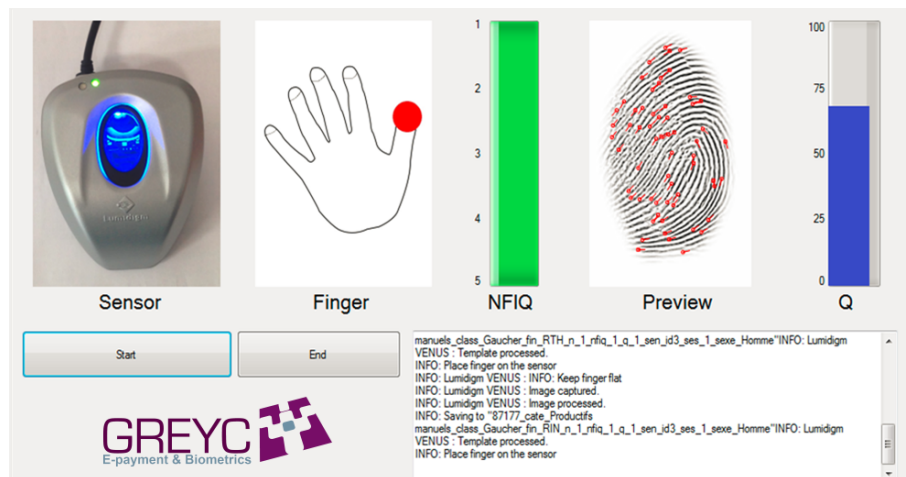 Lumidigm
1
2
3
4
5
100
75
50
25
0
Sensor
Finger
NFIQ
Preview
Q
Start
End
manuels_class_Gaucher_fin_RTH_n_1_nfiq_1_q_1_sen_id3_ses_1_sexe_Homme"INFO: Lumidigm
VENUS : Template processed.
INFO: Place finger on the sensor
INFO: Lumidigm VENUS : INFO: Keep finger flat
INFO: Lumidigm VENUS : Image captured.
INFO: Lumidigm VENUS : Image processed.
INFO: Saving to "87177_cate_Productifs
manuels_class_Gaucher_fin_RIN_n_1_nfiq_1_q_1_sen_id3_ses_1_sexe_Homme"INFO: Lumidigm
VENUS : Template processed.
INFO: Place finger on the sensor
GREYC
E-payment & Biometrics